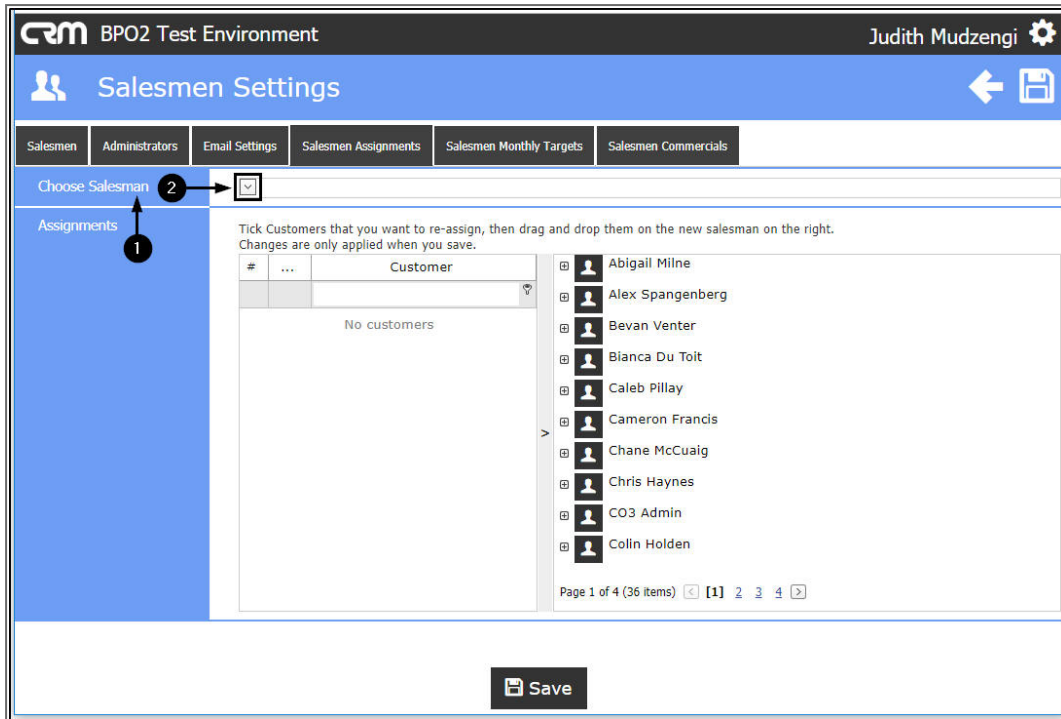 CRM BPO2 Test Environment Judith Mudzengi
Salesmen Settings
Salesmen Administrators Email Settings Salesmen Assignments Salesmen Monthly Targets Salesmen Commercials
Choose Salesman 2
Assignments
1
Tick Customers that you want to re-assign, then drag and drop them on the new salesman on the right.
Changes are only applied when you save.
# ... Customer
No customers
>
Abigail Milne
Alex Spangenberg
Bevan Venter
Bianca Du Toit
Caleb Pillay
Cameron Francis
Chane McCuaig
Chris Haynes
CO3 Admin
Colin Holden
Page 1 of 4 (36 items) < [1] 2 3 4 >
Save